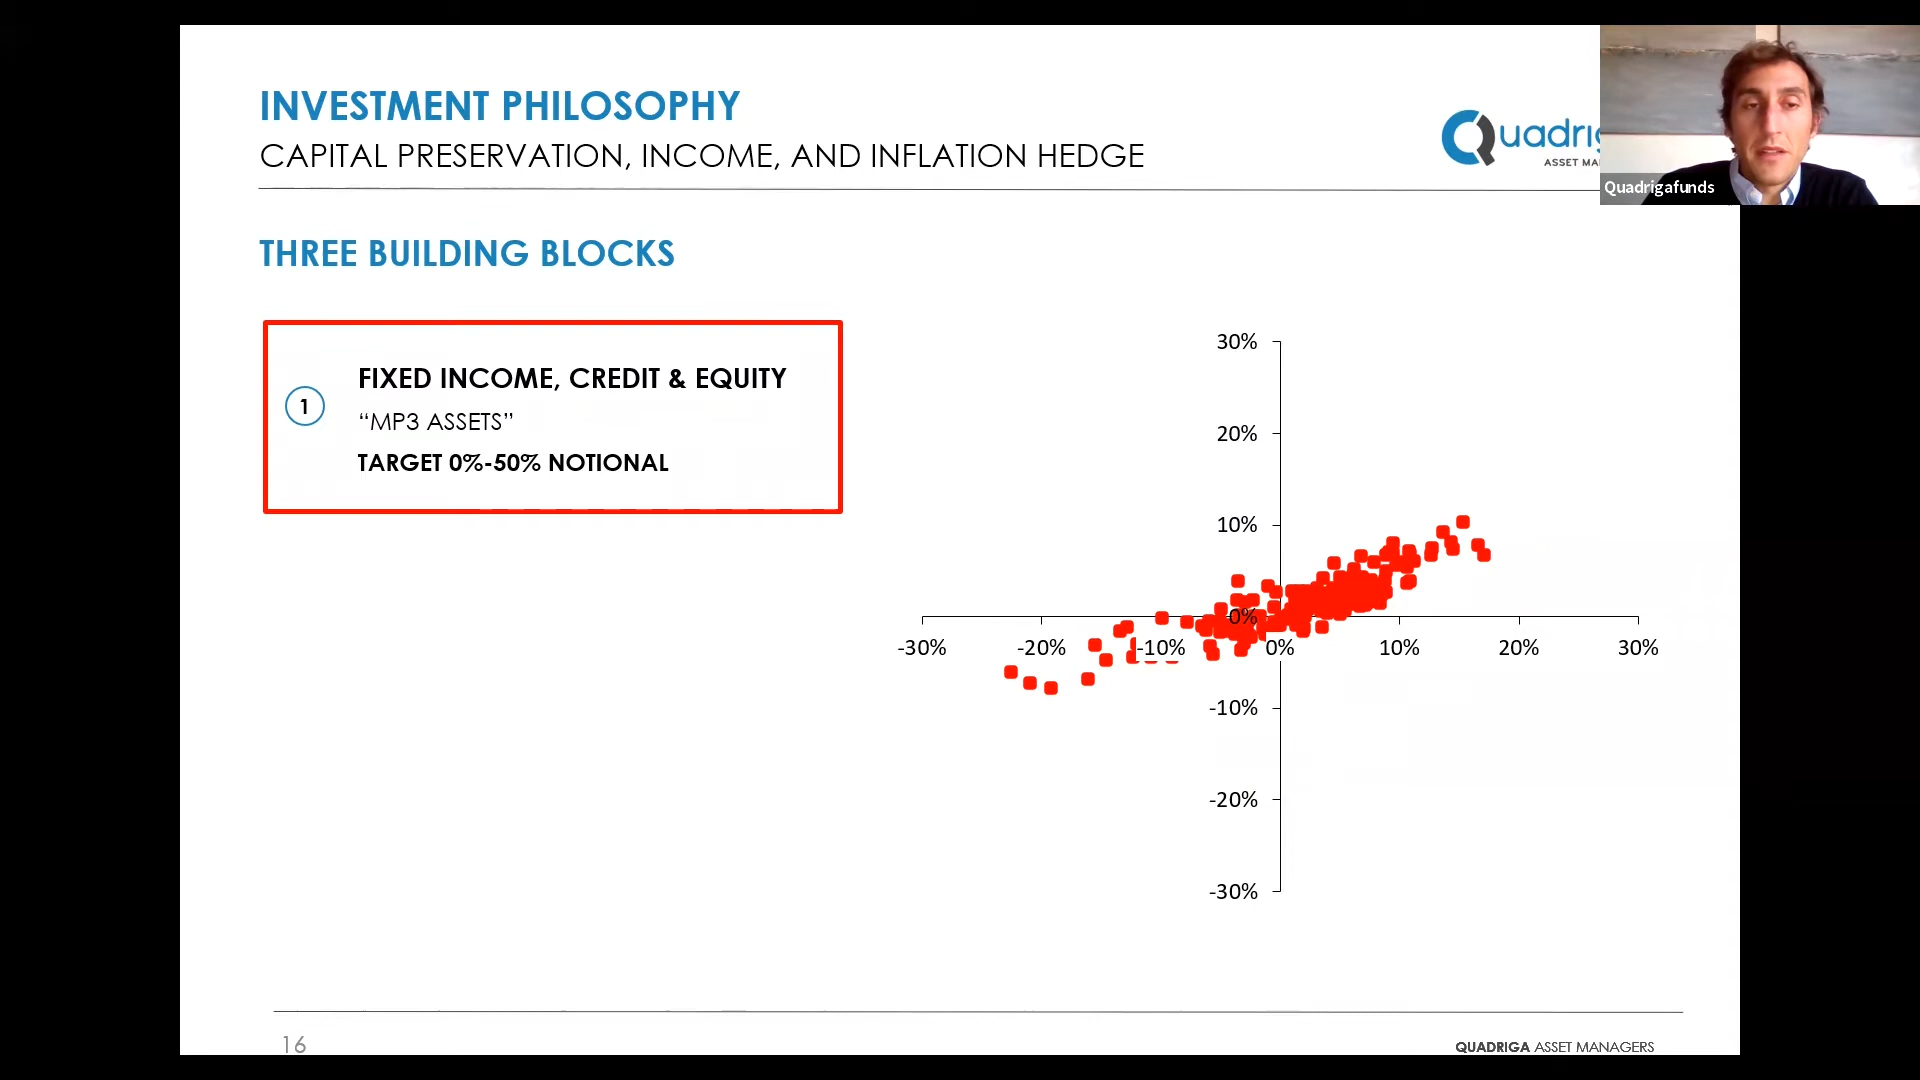 INVESTMENT PHILOSOPHY
CAPITAL PRESERVATION, INCOME, AND INFLATION HEDGE
ASSET
Quadrigafunds
THREE BUILDING BLOCKS
1
FIXED INCOME, CREDIT & EQUITY
“MP3 ASSETS”
TARGET 0%-50% NOTIONAL
30%
20%
10%
0%
-30%
-20%
-10%
0%
10%
20%
30%
-10%
-20%
-30%
16
QUADRIGA ASSET MANAGERS